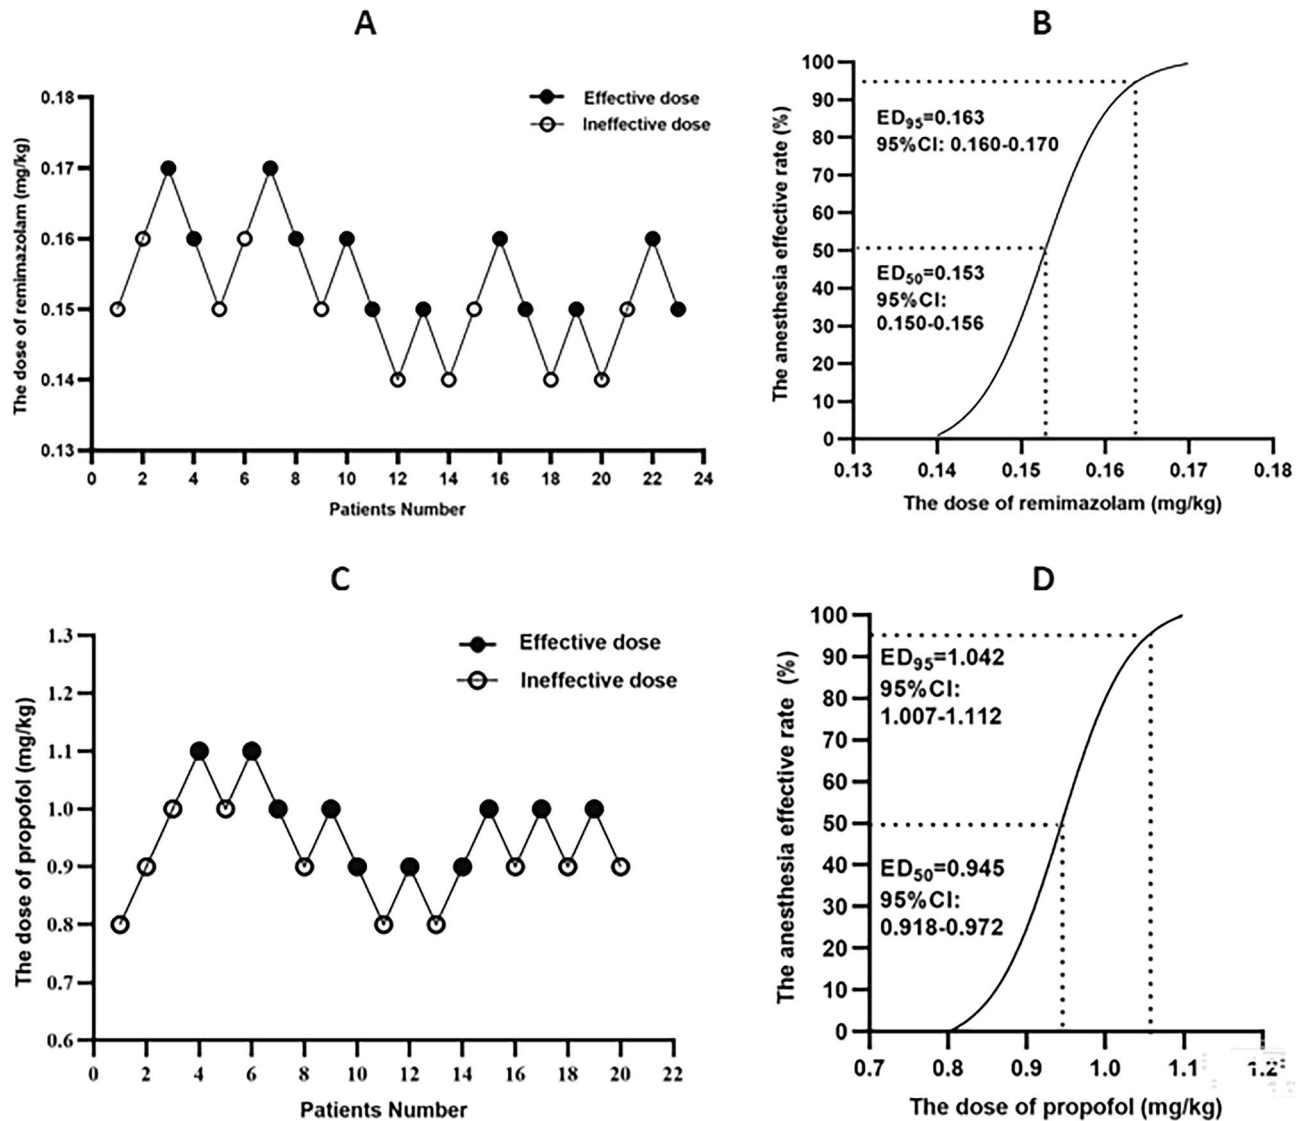 A
0.18
0.17
0.16
0.15
0.14
0.13
The dose of remimazolam (mg/kg)
Effective dose
Ineffective dose
0 2 4 6 8 10 12 14 16 18 20 22 24
Patients Number
B
100
90
80
70
60
50
40
30
20
10
0
The anesthesia effective rate (%)
ED95=0.163
95%CI: 0.160-0.170
ED50=0.153
95%CI:
0.150-0.156
0.13 0.14 0.15 0.16 0.17 0.18
The dose of remimazolam (mg/kg)
C
1.3
1.2
1.1
1.0
0.9
0.8
0.7
0.6
The dose of propofol (mg/kg)
Effective dose
Ineffective dose
0 2 4 6 8 10 12 14 16 18 20 22
Patients Number
D
100
90
80
70
60
50
40
30
20
10
0
The anesthesia effective rate (%)
ED95=1.042
95%CI:
1.007-1.112
ED50=0.945
95%CI:
0.918-0.972
0.7 0.8 0.9 1.0 1.1 1.2
The dose of propofol (mg/kg)